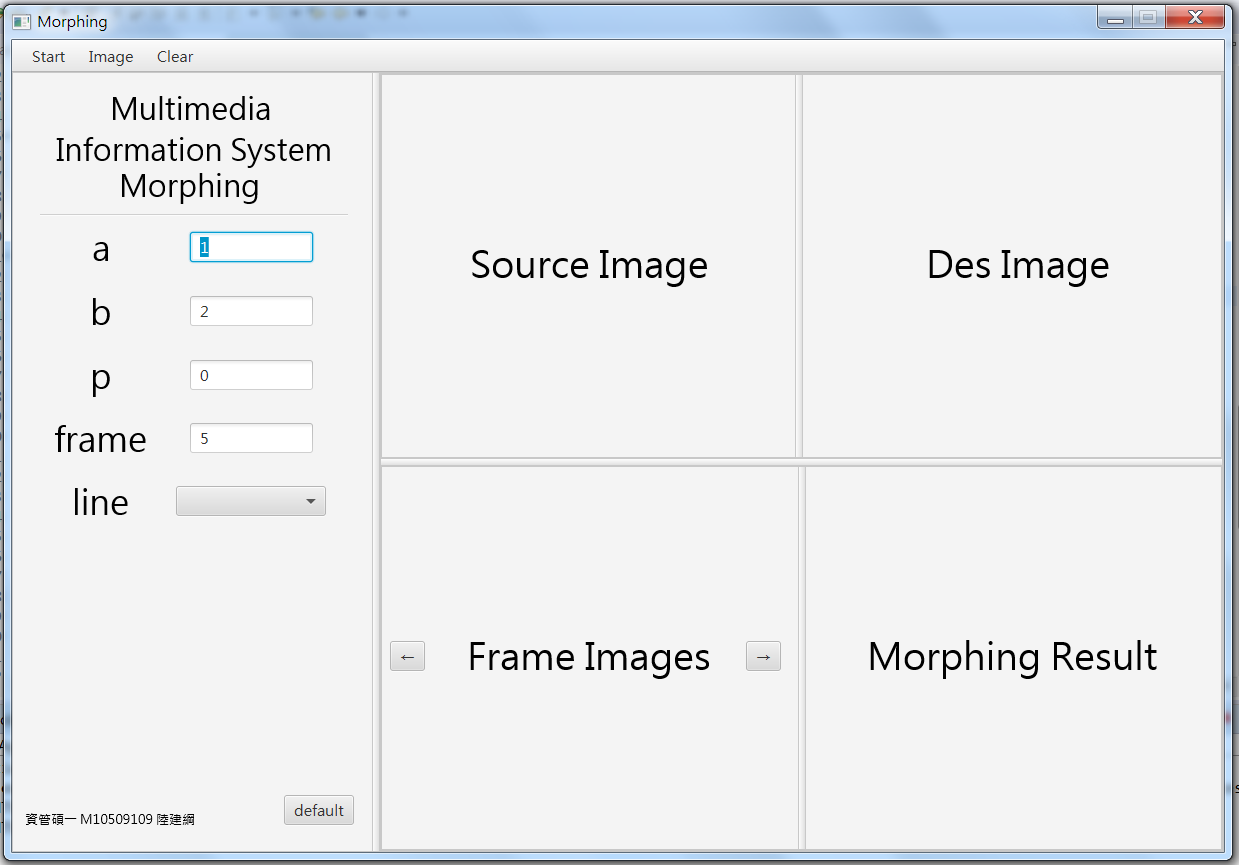 Morphing
Start Image Clear
Multimedia
Information System
Morphing
a 1
b 2
p 0
frame 5
line
default
資管碩一 M10509109 陸建綱
Source Image
Des Image
← Frame Images →
Morphing Result